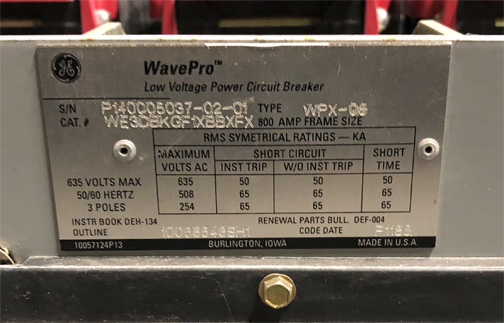 WavePro™
Low Voltage Power Circuit Breaker
S/N P140005037-02-01 TYPE WPX-08
CAT. # 800 AMP FRAME SIZE
RMS SYMETRICAL RATINGS — KA
MAXIMUM SHORT CIRCUIT SHORT
VOLTS AC INST TRIP W/O INST TRIP TIME
635 VOLTS MAX 635 50 50 50
50/60 HERTZ 508 65 65 65
3 POLES 254 65 65 65
INSTR BOOK DEH-134 RENEWAL PARTS BULL. DEF-004
OUTLINE CODE DATE
10057124P13 BURLINGTON, IOWA MADE IN U.S.A.